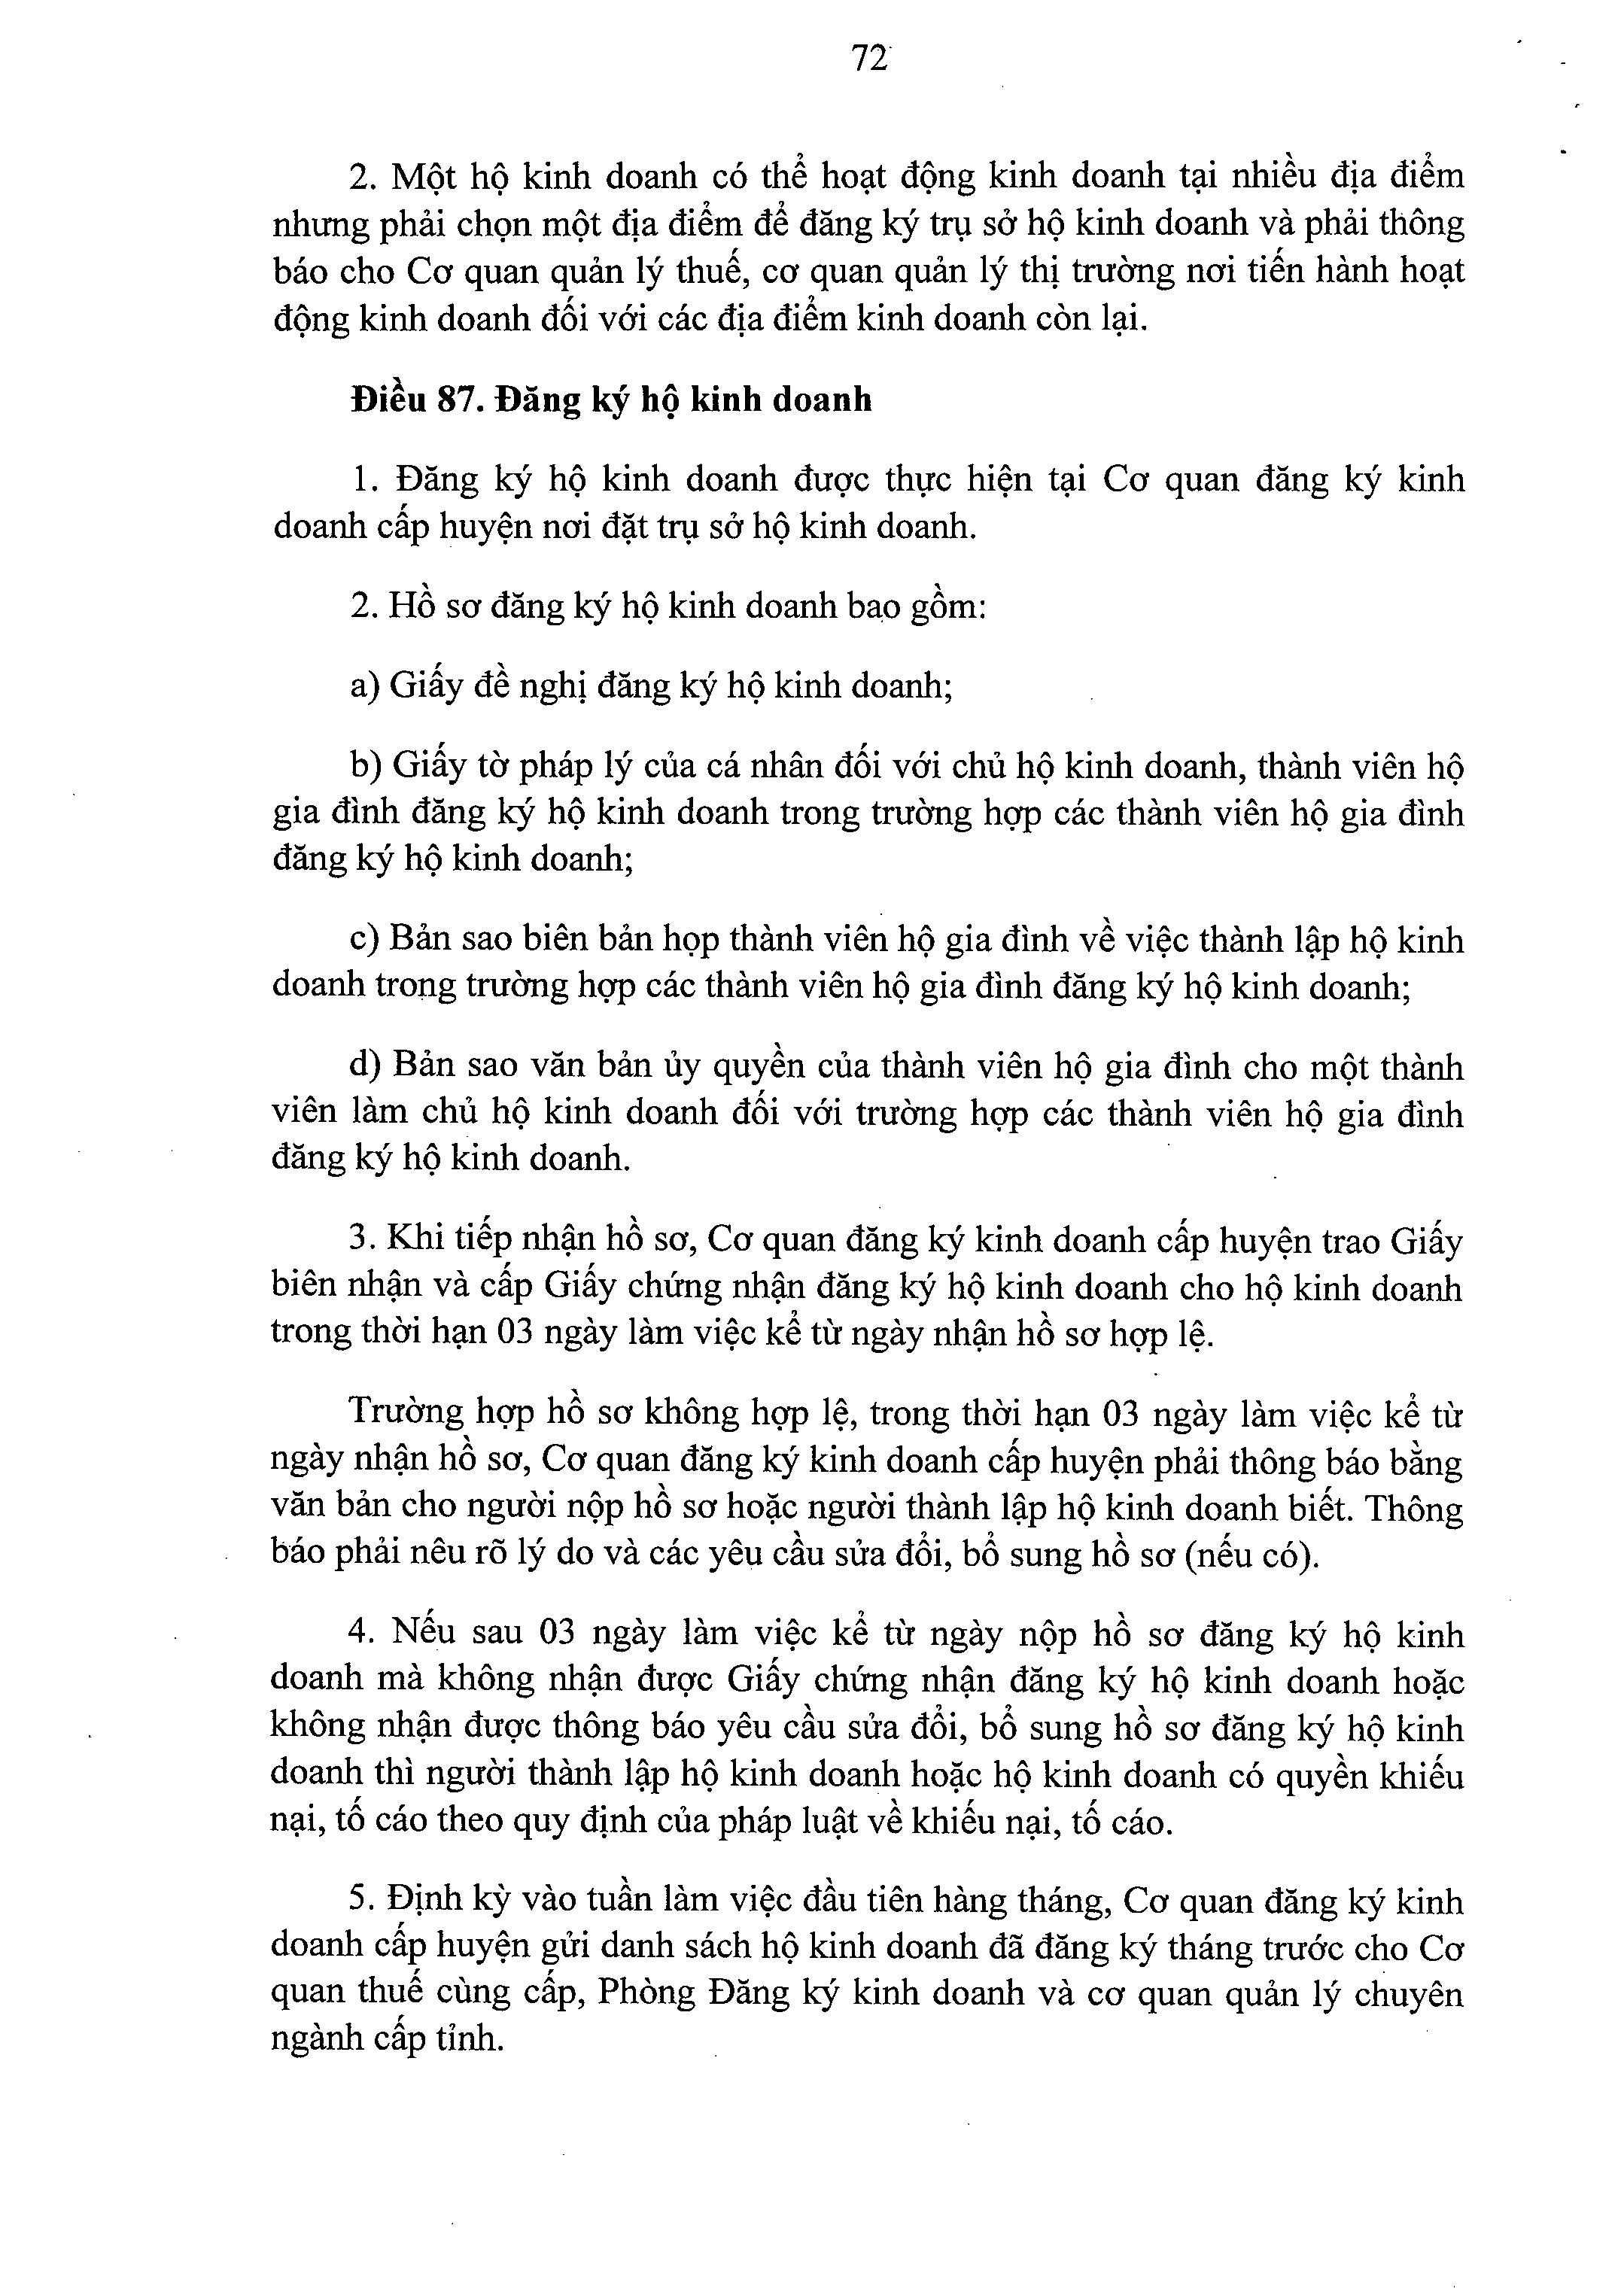 72
2. Một hộ kinh doanh có thể hoạt động kinh doanh tại nhiều địa điểm
nhưng phải chọn một địa điểm để đăng ký trụ sở hộ kinh doanh và phải thông
báo cho Cơ quan quản lý thuế, cơ quan quản lý thị trường nơi tiến hành hoạt
động kinh doanh đối với các địa điểm kinh doanh còn lại.
Điều 87. Đăng ký hộ kinh doanh
1. Đăng ký hộ kinh doanh được thực hiện tại Cơ quan đăng ký kinh
doanh cấp huyện nơi đặt trụ sở hộ kinh doanh.
2. Hồ sơ đăng ký hộ kinh doanh bao gồm:
a) Giấy đề nghị đăng ký hộ kinh doanh;
b) Giấy tờ pháp lý của cá nhân đối với chủ hộ kinh doanh, thành viên hộ
gia đình đăng ký hộ kinh doanh trong trường hợp các thành viên hộ gia đình
đăng ký hộ kinh doanh;
c) Bản sao biên bản họp thành viên hộ gia đình về việc thành lập hộ kinh
doanh trong trường hợp các thành viên hộ gia đình đăng ký hộ kinh doanh;
d) Bản sao văn bản ủy quyền của thành viên hộ gia đình cho một thành
viên làm chủ hộ kinh doanh đối với trường hợp các thành viên hộ gia đình
đăng ký hộ kinh doanh.
3. Khi tiếp nhận hồ sơ, Cơ quan đăng ký kinh doanh cấp huyện trao Giấy
biên nhận và cấp Giấy chứng nhận đăng ký hộ kinh doanh cho hộ kinh doanh
trong thời hạn 03 ngày làm việc kể từ ngày nhận hồ sơ hợp lệ.
Trường hợp hồ sơ không hợp lệ, trong thời hạn 03 ngày làm việc kể từ
ngày nhận hồ sơ, Cơ quan đăng ký kinh doanh cấp huyện phải thông báo bằng
văn bản cho người nộp hồ sơ hoặc người thành lập hộ kinh doanh biết. Thông
báo phải nêu rõ lý do và các yêu cầu sửa đổi, bổ sung hồ sơ (nếu có).
4. Nếu sau 03 ngày làm việc kể từ ngày nộp hồ sơ đăng ký hộ kinh
doanh mà không nhận được Giấy chứng nhận đăng ký hộ kinh doanh hoặc
không nhận được thông báo yêu cầu sửa đổi, bổ sung hồ sơ đăng ký hộ kinh
doanh thì người thành lập hộ kinh doanh hoặc hộ kinh doanh có quyền khiếu
nại, tố cáo theo quy định của pháp luật về khiếu nại, tố cáo.
5. Định kỳ vào tuần làm việc đầu tiên hàng tháng, Cơ quan đăng ký kinh
doanh cấp huyện gửi danh sách hộ kinh doanh đã đăng ký tháng trước cho Cơ
quan thuế cùng cấp, Phòng Đăng ký kinh doanh và cơ quan quản lý chuyên
ngành cấp tỉnh.